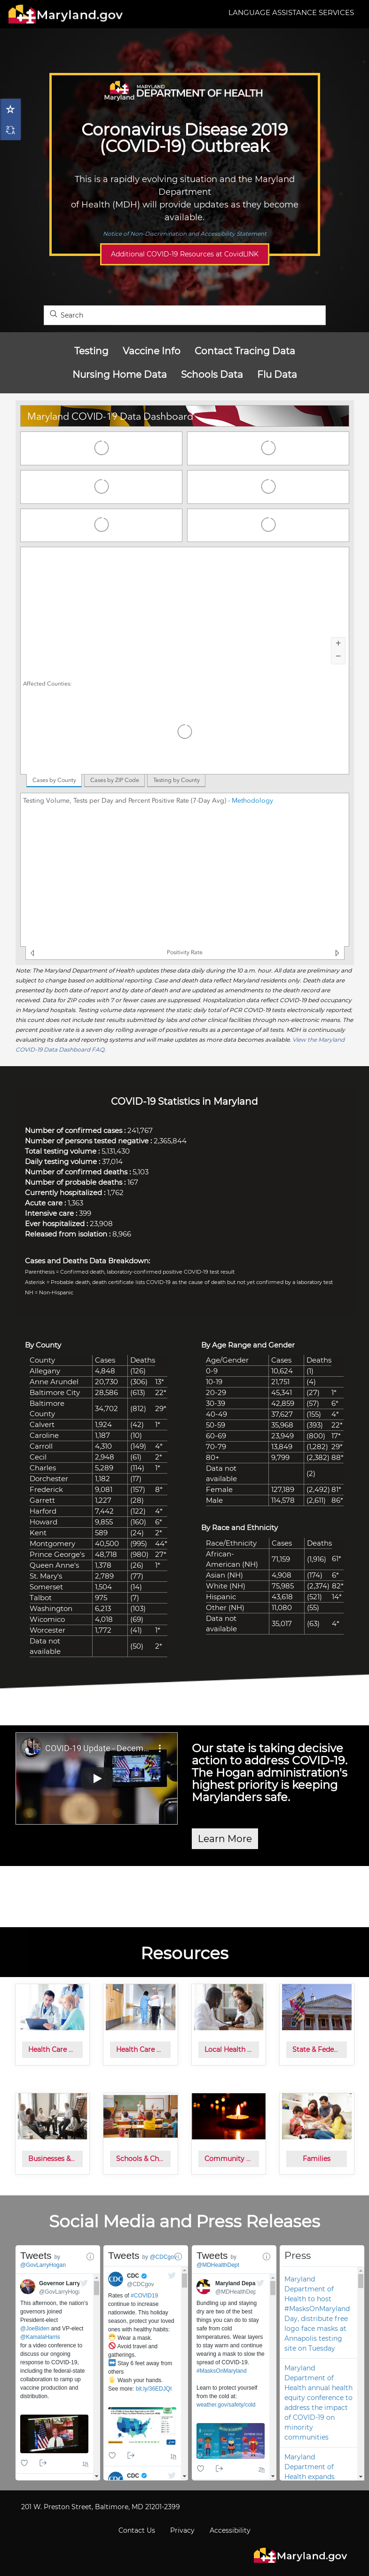 Maryland.gov
LANGUAGE ASSISTANCE SERVICES
MARYLAND
Maryland DEPARTMENT OF HEALTH
Coronavirus Disease 2019
(COVID-19) Outbreak
This is a rapidly evolving situation and the Maryland
Department
of Health (MDH) will provide updates as they become
available.
Notice of Non-Discrimination and Accessibility Statement
Additional COVID-19 Resources at CovidLINK
Search
Testing Vaccine Info Contact Tracing Data
Nursing Home Data Schools Data Flu Data
Maryland COVID-19 Data Dashboard
+
−
Affected Counties:
Cases by County Cases by ZIP Code Testing by County
Testing Volume, Tests per Day and Percent Positive Rate (7-Day Avg) - Methodology
Positivity Rate
Note: The Maryland Department of Health updates these data daily during the 10 a.m. hour. All data are preliminary and
subject to change based on additional reporting. Case and death data reflect Maryland residents only. Death data are
presented by both date of report and by date of death and are updated as amendments to the death record are
received. Data for ZIP codes with 7 or fewer cases are suppressed. Hospitalization data reflect COVID-19 bed occupancy
in Maryland hospitals. Testing volume data represent the static daily total of PCR COVID-19 tests electronically reported;
this count does not include test results submitted by labs and other clinical facilities through non-electronic means. The
percent positive rate is a seven day rolling average of positive results as a percentage of all tests. MDH is continuously
evaluating its data and reporting systems and will make updates as more data becomes available. View the Maryland
COVID-19 Data Dashboard FAQ.
COVID-19 Statistics in Maryland
Number of confirmed cases : 241,767
Number of persons tested negative : 2,365,844
Total testing volume : 5,131,430
Daily testing volume : 37,014
Number of confirmed deaths : 5,103
Number of probable deaths : 167
Currently hospitalized : 1,762
Acute care : 1,363
Intensive care : 399
Ever hospitalized : 23,908
Released from isolation : 8,966
Cases and Deaths Data Breakdown:
Parenthesis = Confirmed death, laboratory-confirmed positive COVID-19 test result
Asterisk = Probable death, death certificate lists COVID-19 as the cause of death but not yet confirmed by a laboratory test
NH = Non-Hispanic
By County
County Cases Deaths
Allegany 4,848 (126)
Anne Arundel 20,730 (306) 13*
Baltimore City 28,586 (613) 22*
Baltimore
County 34,702 (812) 29*
Calvert 1,924 (42) 1*
Caroline 1,187 (10)
Carroll 4,310 (149) 4*
Cecil 2,948 (61) 2*
Charles 5,289 (114) 1*
Dorchester 1,182 (17)
Frederick 9,081 (157) 8*
Garrett 1,227 (28)
Harford 7,442 (122) 4*
Howard 9,855 (160) 6*
Kent 589 (24) 2*
Montgomery 40,500 (995) 44*
Prince George's 48,718 (980) 27*
Queen Anne's 1,378 (26) 1*
St. Mary's 2,789 (77)
Somerset 1,504 (14)
Talbot 975 (7)
Washington 6,213 (103)
Wicomico 4,018 (69)
Worcester 1,772 (41) 1*
Data not
available (50) 2*
By Age Range and Gender
Age/Gender Cases Deaths
0-9 10,624 (1)
10-19 21,751 (4)
20-29 45,341 (27) 1*
30-39 42,859 (57) 6*
40-49 37,627 (155) 4*
50-59 35,968 (393) 22*
60-69 23,949 (800) 17*
70-79 13,849 (1,282) 29*
80+ 9,799 (2,382) 88*
Data not
available (2)
Female 127,189 (2,492) 81*
Male 114,578 (2,611) 86*
By Race and Ethnicity
Race/Ethnicity Cases Deaths
African-
American (NH) 71,159 (1,916) 61*
Asian (NH) 4,908 (174) 6*
White (NH) 75,985 (2,374) 82*
Hispanic 43,618 (521) 14*
Other (NH) 11,080 (55)
Data not
available 35,017 (63) 4*
COVID-19 Update - Decem...
Our state is taking decisive
action to address COVID-19.
The Hogan administration's
highest priority is keeping
Marylanders safe.
Learn More
Resources
Health Care ... Health Care ... Local Health ... State & Fede...
Businesses &... Schools & Ch... Community ... Families
Social Media and Press Releases
Tweets by
@GovLarryHogan
Governor Larry
@GovLarryHog
This afternoon, the nation's
governors joined
President-elect
@JoeBiden and VP-elect
@KamalaHarris
for a video conference to
discuss our ongoing
response to COVID-19,
including the federal-state
collaboration to ramp up
vaccine production and
distribution.
1h
Tweets by @CDCgov
CDC
@CDCgov
Rates of #COVID19
continue to increase
nationwide. This holiday
season, protect your loved
ones with healthy habits:
Wear a mask.
Avoid travel and
gatherings.
Stay 6 feet away from
others
Wash your hands.
See more: bit.ly/36EDJQt
1h
CDC
Tweets by
@MDHealthDept
Maryland Depa
@MDHealthDep
Bundling up and staying
dry are two of the best
things you can do to stay
safe from cold
temperatures. Wear layers
to stay warm and continue
wearing a mask to slow the
spread of COVID-19.
#MasksOnMaryland
Learn how to protect
yourself from the cold at:
weather.gov/safety/cold
2h
Press
Maryland
Department of
Health to host
#MasksOnMaryland
Day, distribute free
logo face masks at
Annapolis testing
site on Tuesday
Maryland
Department of
Health annual health
equity conference to
address the impact
of COVID-19 on
minority
communities
Maryland
Department of
Health expands
201 W. Preston Street, Baltimore, MD 21201-2399
Contact Us Privacy Accessibility
Maryland.gov